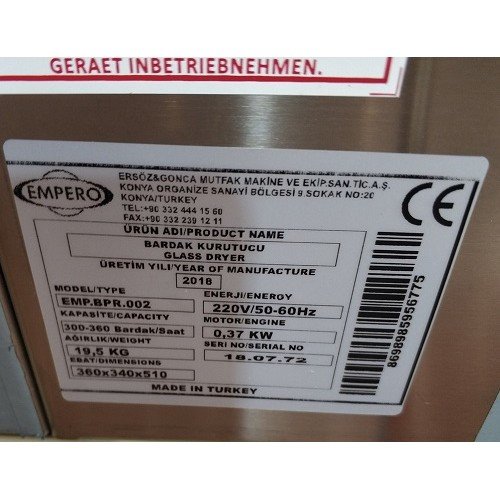 GERAET INBETRIEBNEHMEN.
EMPERO
ERSÖZ&GONCA MUTFAK MAKİNE VE EKİP.SAN.TİC.A.Ş.
KONYA ORGANİZE SANAYİ BÖLGESİ 9.SOKAK NO:20
KONYA/TURKEY
TEL:+90 332 444 15 60
FAX:+90 332 239 12 11
CE
ÜRÜN ADI/PRODUCT NAME
BARDAK KURUTUCU
GLASS DRYER
ÜRETİM YILI/YEAR OF MANUFACTURE
2018
MODEL/TYPE
EMP.BPR.002
KAPASİTE/CAPACITY
300-360 Bardak/Saat
AĞIRLIK/WEIGHT
19,5 KG
EBAT/DIMENSIONS
360x340x510
ENERJİ/ENERGY
220V/50-60Hz
MOTOR/ENGINE
0,37 KW
SERI NO/SERIAL NO
18.07.72
MADE IN TURKEY
8698985956775